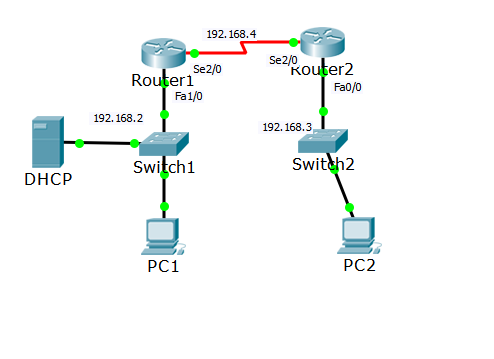 192.168.4
Router1
Se2/0
Se2/0
Router2
Fa1/0
Fa0/0
192.168.2
192.168.3
DHCP
Switch1
Switch2
PC1
PC2